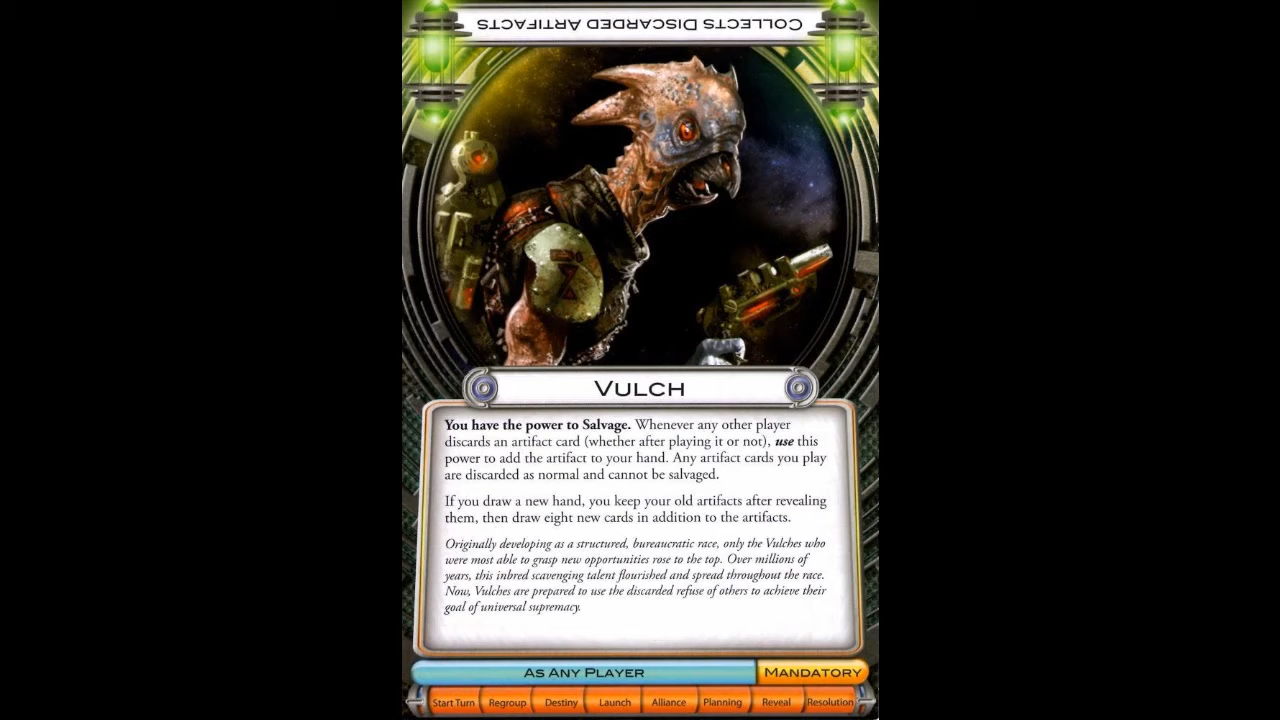 Collects Discarded Artifacts
Vulch
You have the power to Salvage. Whenever any other player
discards an artifact card (whether after playing it or not), use this
power to add the artifact to your hand. Any artifact cards you play
are discarded as normal and cannot be salvaged.
If you draw a new hand, you keep your old artifacts after revealing
them, then draw eight new cards in addition to the artifacts.
Originally developing as a structured, bureaucratic race, only the Vulches who
were most able to grasp new opportunities rose to the top. Over millions of
years, this inbred scavenging talent flourished and spread throughout the race.
Now, Vulches are prepared to use the discarded refuse of others to achieve their
goal of universal supremacy.
As Any Player Mandatory
Start Turn Regroup Destiny Launch Alliance Planning Reveal Resolution